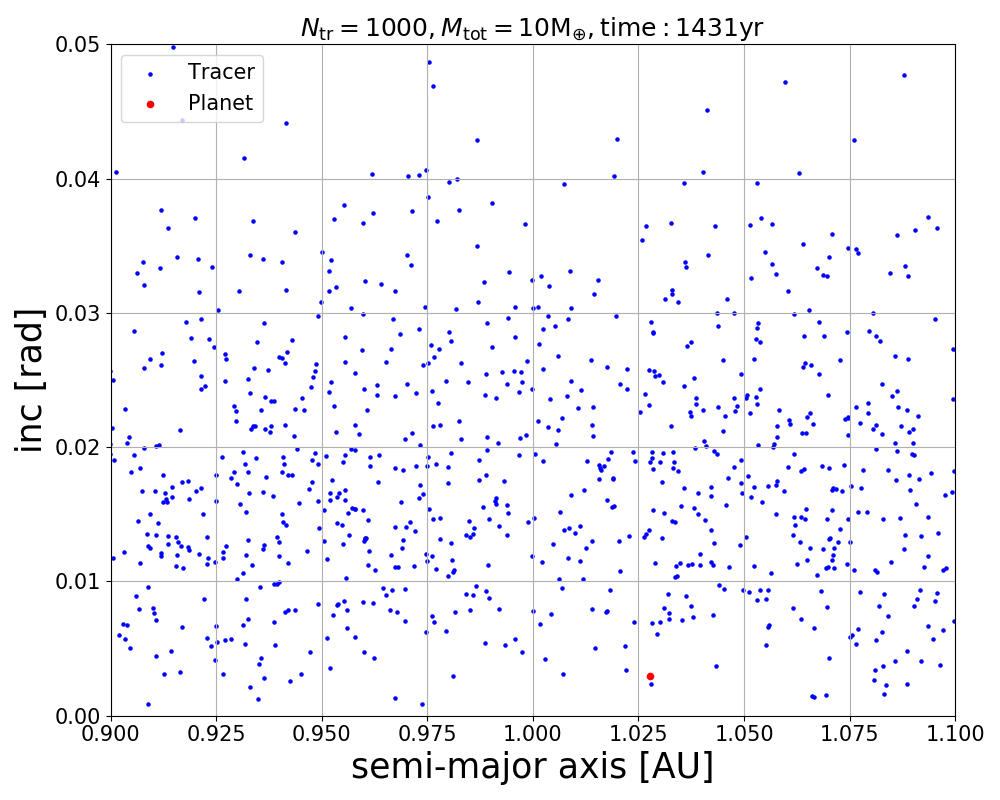 N_tr = 1000, M_tot = 10M_⊕, time : 1431yr
Tracer
Planet
inc [rad]
0.05
0.04
0.03
0.02
0.01
0.00
0.900 0.925 0.950 0.975 1.000 1.025 1.050 1.075 1.100
semi-major axis [AU]